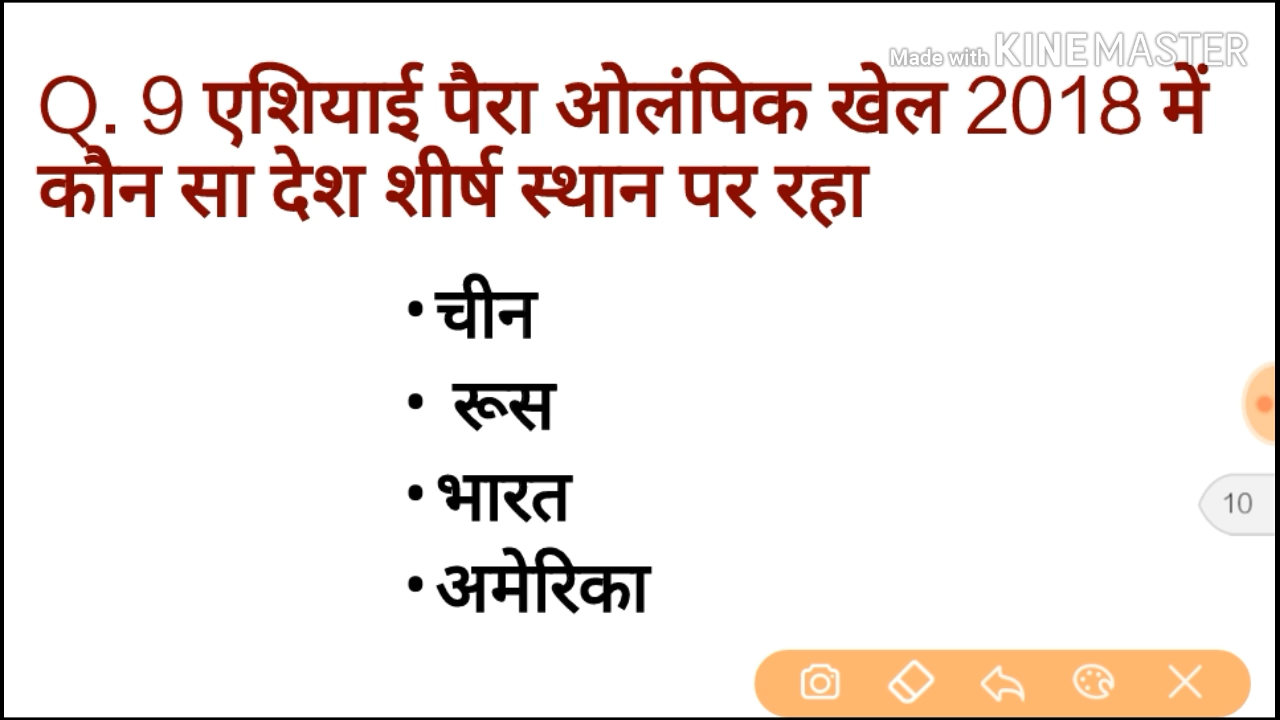 Made with KINEMASTER
Q. 9 एशियाई पैरा ओलंपिक खेल 2018 में
कौन सा देश शीर्ष स्थान पर रहा
• चीन
• रूस
• भारत
• अमेरिका
10